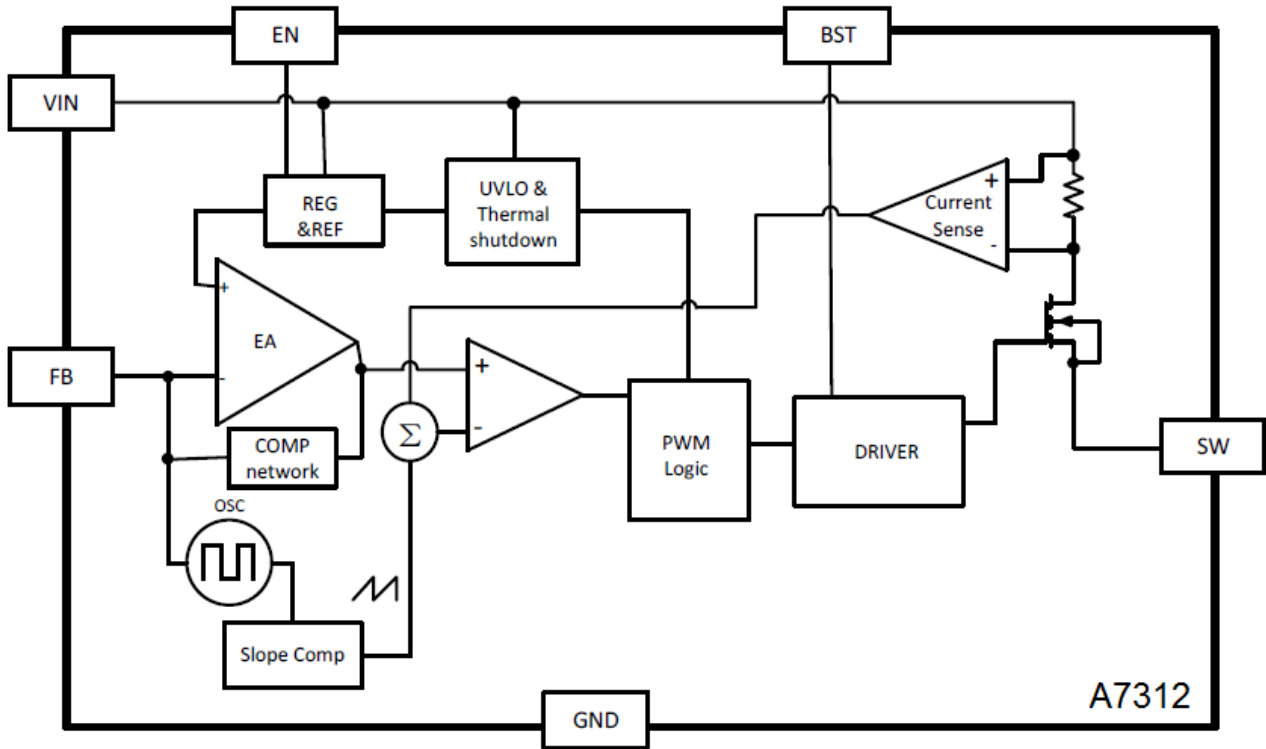 EN
BST
VIN
REG
&REF
UVLO &
Thermal
shutdown
+
Current
Sense
-
+
EA
-
FB
+
-
Σ
COMP
network
PWM
Logic
DRIVER
SW
OSC
Slope Comp
GND
A7312